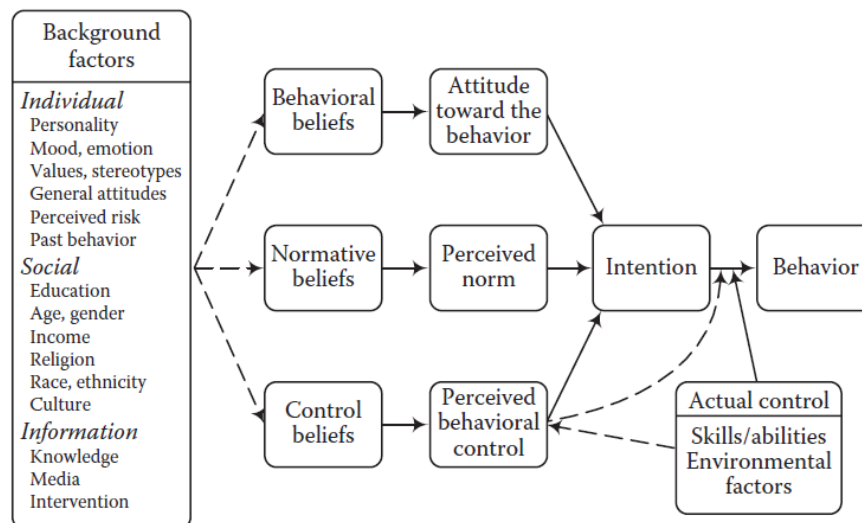 Background
factors
Individual
Personality
Mood, emotion
Values, stereotypes
General attitudes
Perceived risk
Past behavior
Social
Education
Age, gender
Income
Religion
Race, ethnicity
Culture
Information
Knowledge
Media
Intervention
Behavioral
beliefs
Attitude
toward the
behavior
Normative
beliefs
Perceived
norm
Intention
Behavior
Control
beliefs
Perceived
behavioral
control
Actual control
Skills/abilities
Environmental
factors